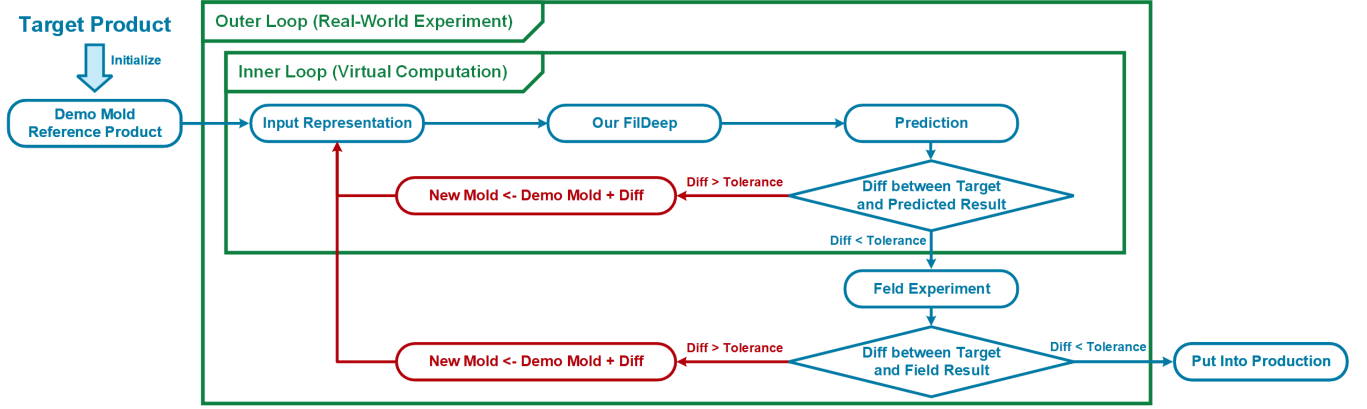 Target Product
Initialize
Demo Mold
Reference Product
Outer Loop (Real-World Experiment)
Inner Loop (Virtual Computation)
Input Representation
Our FilDeep
Prediction
New Mold <- Demo Mold + Diff
Diff > Tolerance
Diff between Target
and Predicted Result
Diff < Tolerance
Feld Experiment
New Mold <- Demo Mold + Diff
Diff > Tolerance
Diff between Target
and Field Result
Diff < Tolerance
Put Into Production